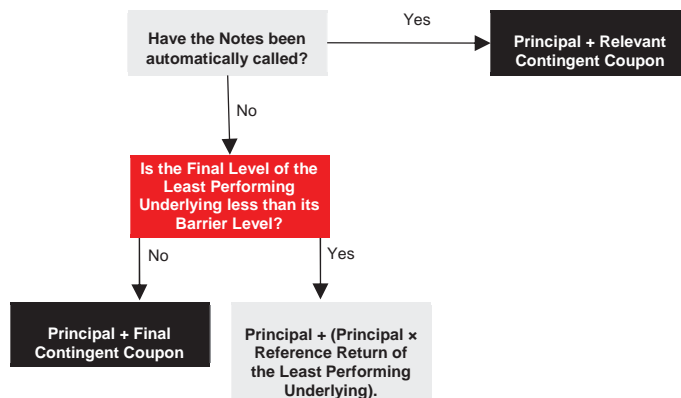 Have the Notes been
automatically called?
Yes
Principal + Relevant
Contingent Coupon
No
Is the Final Level of the
Least Performing
Underlying less than its
Barrier Level?
No
Yes
Principal + Final
Contingent Coupon
Principal + (Principal ×
Reference Return of
the Least Performing
Underlying).